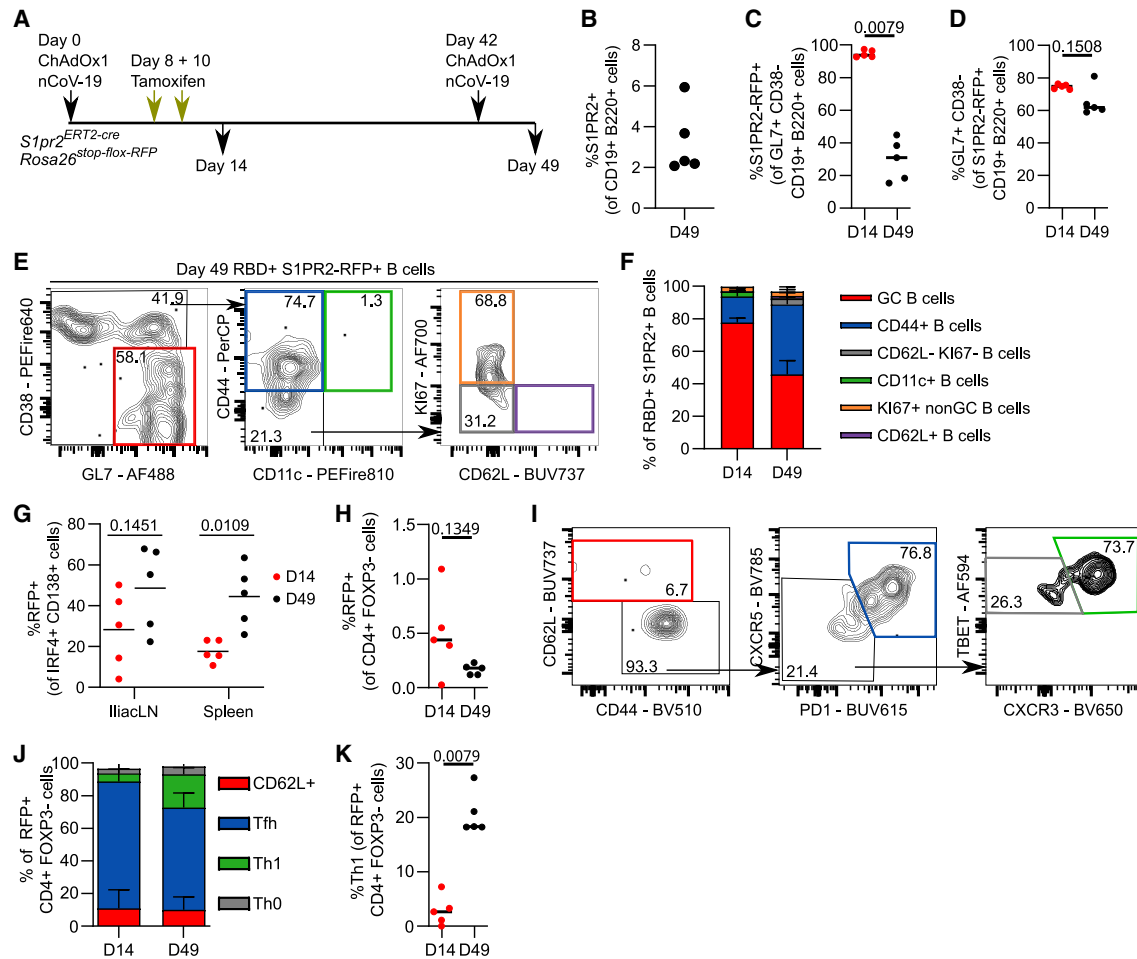 A
Day 0
ChAdOx1
nCoV-19
Day 8 + 10
Tamoxifen
Day 42
ChAdOx1
nCoV-19
S1pr2ERT2-cre
Rosa26stop-flox-RFP
Day 14
Day 49
B
%S1PR2+
(of CD19+ B220+ cells)
8
6
4
2
0
D49
C
%S1PR2-RFP+
(of GL7+ CD38-
CD19+ B220+ cells)
0.0079
100
80
60
40
20
0
D14 D49
D
%GL7+ CD38-
(of S1PR2-RFP+
CD19+ B220+ cells)
0.1508
100
80
60
40
20
0
D14 D49
E
Day 49 RBD+ S1PR2-RFP+ B cells
CD38 - PEFire640
41.9
58.1
GL7 - AF488
CD44 - PerCP
74.7
1.3
21.3
CD11c - PEFire810
KI67 - AF700
68.8
31.2
CD62L - BUV737
F
% of RBD+ S1PR2+ B cells
100
80
60
40
20
0
D14 D49
GC B cells
CD44+ B cells
CD62L- KI67- B cells
CD11c+ B cells
KI67+ nonGC B cells
CD62L+ B cells
G
%RFP+
(of IRF4+ CD138+ cells)
80
60
40
20
0
0.1451
0.0109
IliacLN
Spleen
D14
D49
H
%RFP+
(of CD4+ FOXP3- cells)
0.1349
1.5
1.0
0.5
0.0
D14 D49
I
CD62L - BUV737
6.7
93.3
CD44 - BV510
CXCR5 - BV785
76.8
21.4
PD1 - BUV615
TBET - AF594
73.7
26.3
CXCR3 - BV650
J
% of RFP+
CD4+ FOXP3- cells
100
80
60
40
20
0
D14 D49
CD62L+
Tfh
Th1
Th0
K
%Th1 (of RFP+
CD4+ FOXP3- cells)
0.0079
30
20
10
0
D14 D49